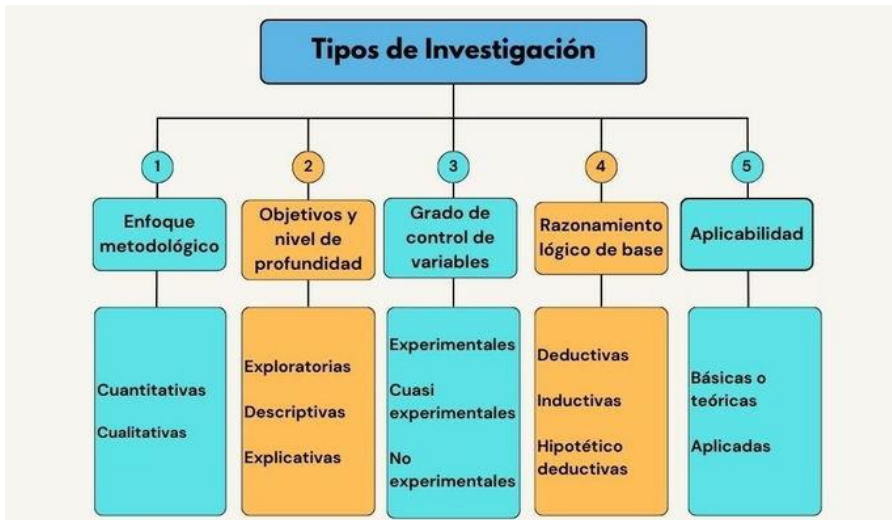 Tipos de Investigación
1
2
3
4
5
Enfoque
metodológico
Objetivos y
nivel de
profundidad
Grado de
control de
variables
Razonamiento
lógico de base
Aplicabilidad
Cuantitativas
Cualitativas
Exploratorias
Descriptivas
Explicativas
Experimentales
Cuasi
experimentales
No
experimentales
Deductivas
Inductivas
Hipotético
deductivas
Básicas o
teóricas
Aplicadas